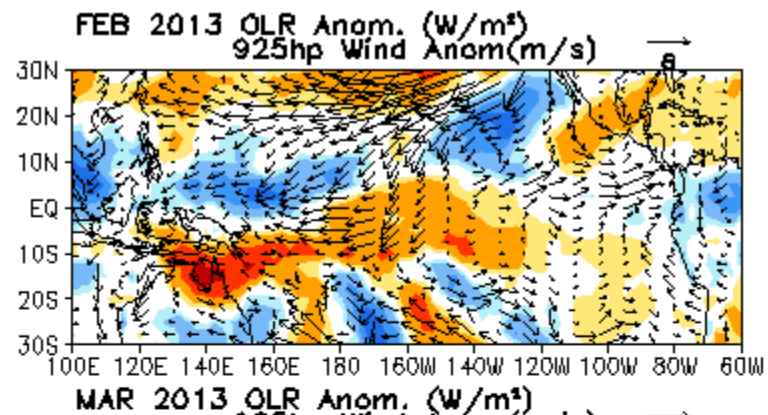 FEB 2013 OLR Anom. (W/m²)
925hp Wind Anom(m/s)
8
30N
20N
10N
EQ
10S
20S
30S
100E 120E 140E 160E 180 160W 140W 120W 100W 80W 60W
MAR 2013 OLR Anom. (W/m²)